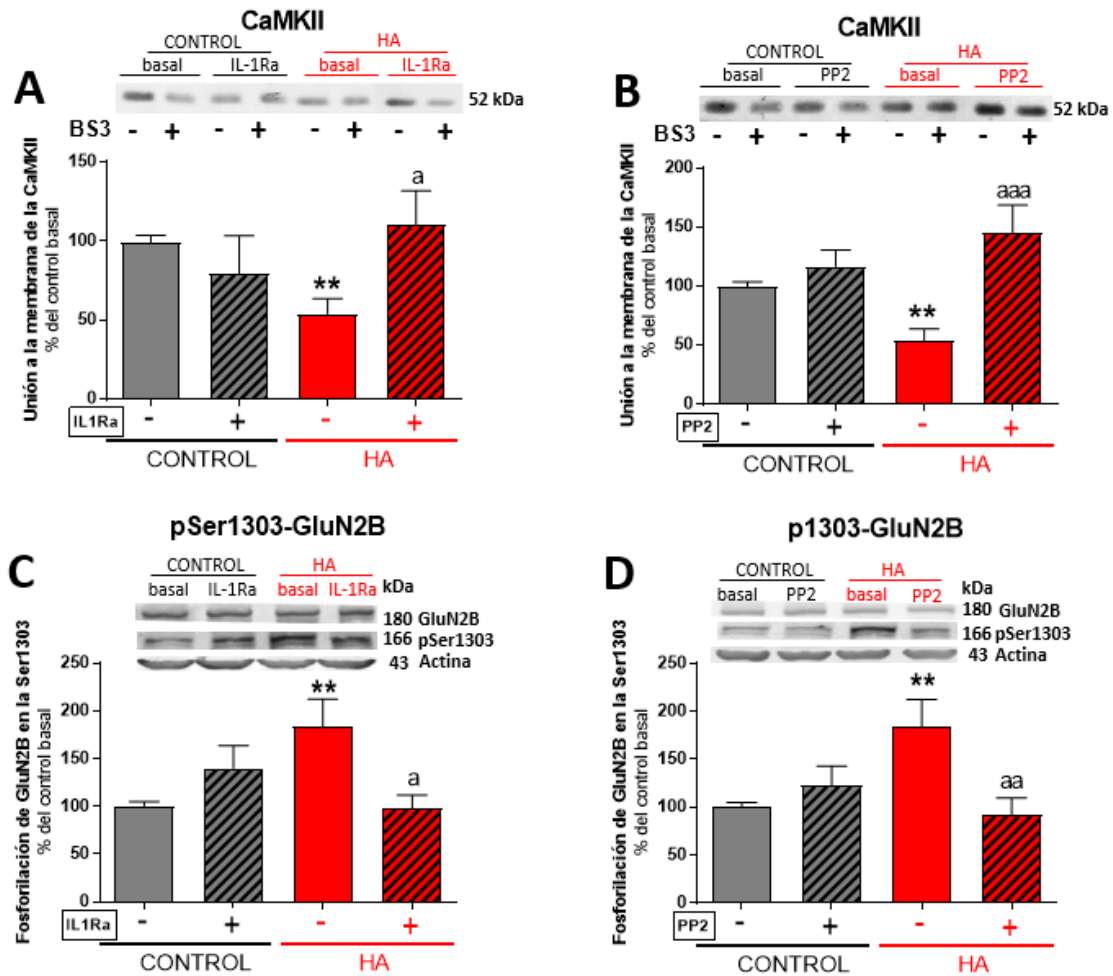 A
CaMKII
CONTROL HA
basal IL-1Ra basal IL-1Ra
52 kDa
BS3 - + - + - + - +
Unión a la membrana de la CaMKII
% del control basal
150
100
50
0
** a
IL1Ra - + - +
CONTROL HA
B
CaMKII
CONTROL HA
basal PP2 basal PP2
52 kDa
BS3 - + - + - + - +
Unión a la membrana de la CaMKII
% del control basal
200
150
100
50
0
** aaa
PP2 - + - +
CONTROL HA
C
pSer1303-GluN2B
CONTROL HA
basal IL-1Ra basal IL-1Ra kDa
180 GluN2B
166 pSer1303
43 Actina
Fosforilación de GluN2B en la Ser1303
% del control basal
250
200
150
100
50
0
** a
IL1Ra - + - +
CONTROL HA
D
p1303-GluN2B
CONTROL HA
basal PP2 basal PP2 kDa
180 GluN2B
166 pSer1303
43 Actina
Fosforilación de GluN2B en la Ser1303
% del control basal
250
200
150
100
50
0
** aa
PP2 - + - +
CONTROL HA